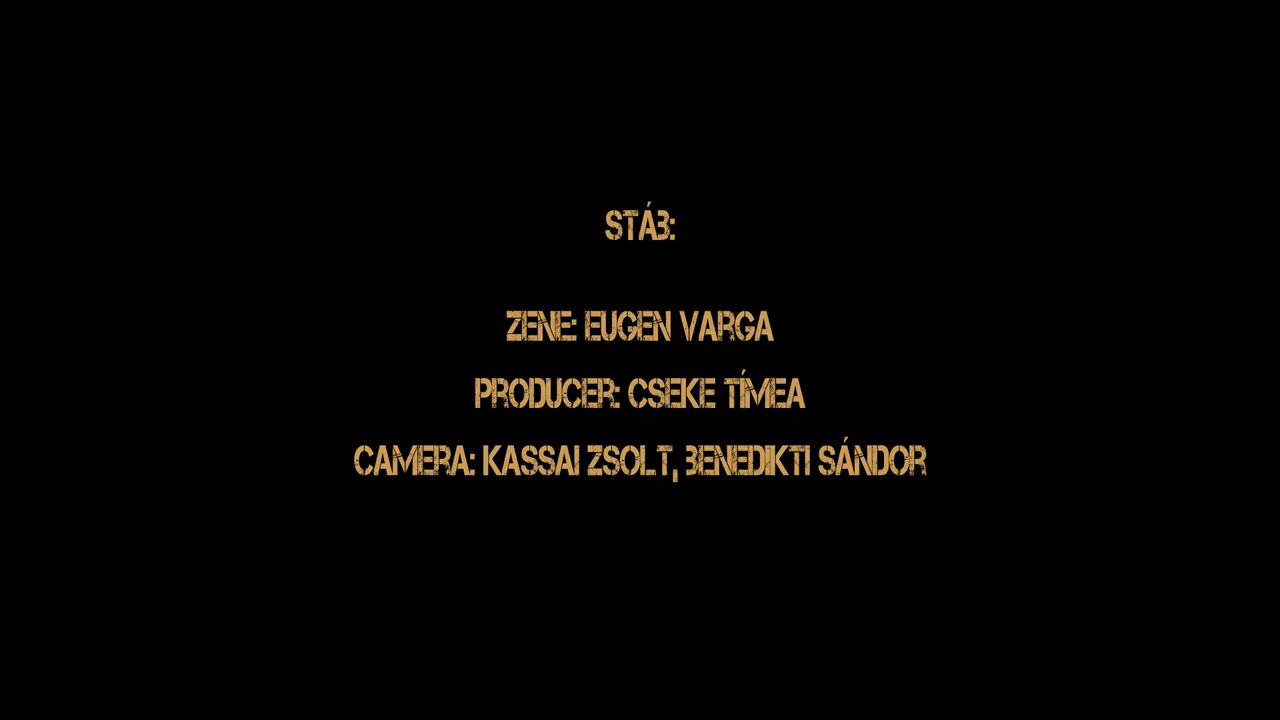 STÁB:
ZENE: EUGEN VARGA
PRODUCER: CSEKE TÍMEA
CAMERA: KASSAI ZSOLT, BENEDIKTI SÁNDOR